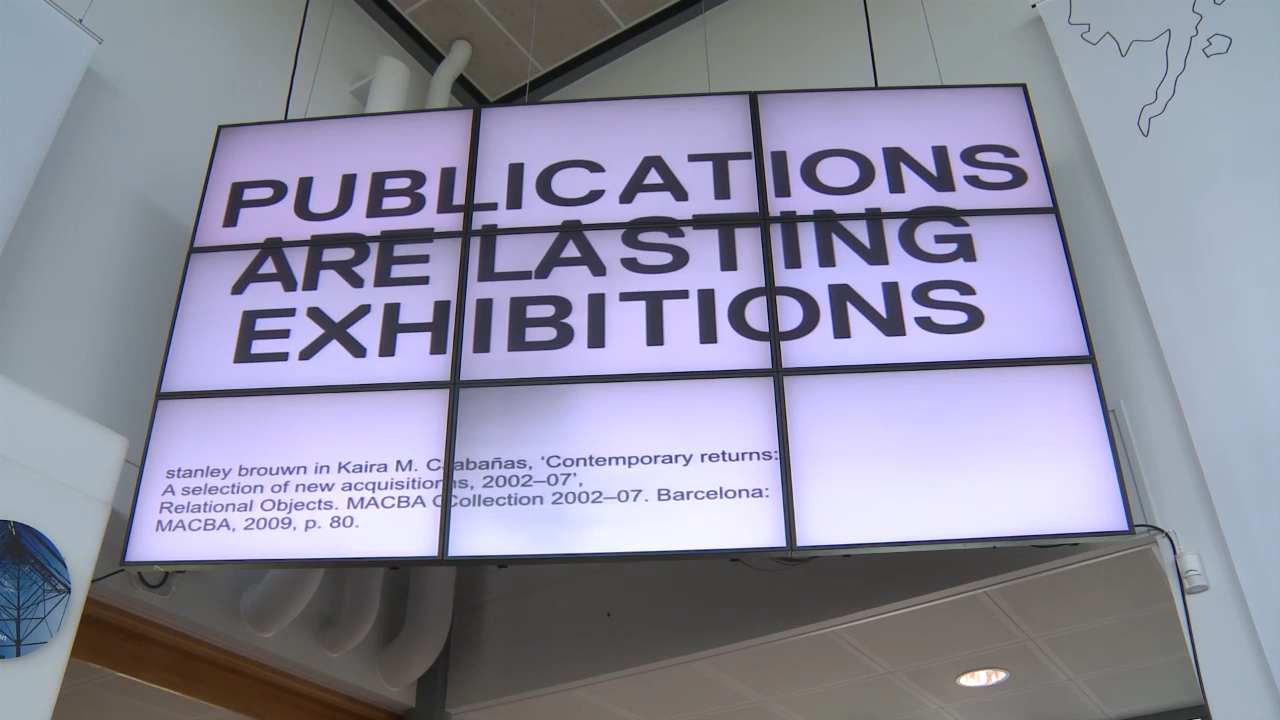 PUBLICATIONS
ARE LASTING
EXHIBITIONS
stanley brouwn in Kaira M. Cabañas, ‘Contemporary returns:
A selection of new acquisitions, 2002–07’,
Relational Objects. MACBA Collection 2002–07. Barcelona:
MACBA, 2009, p. 80.